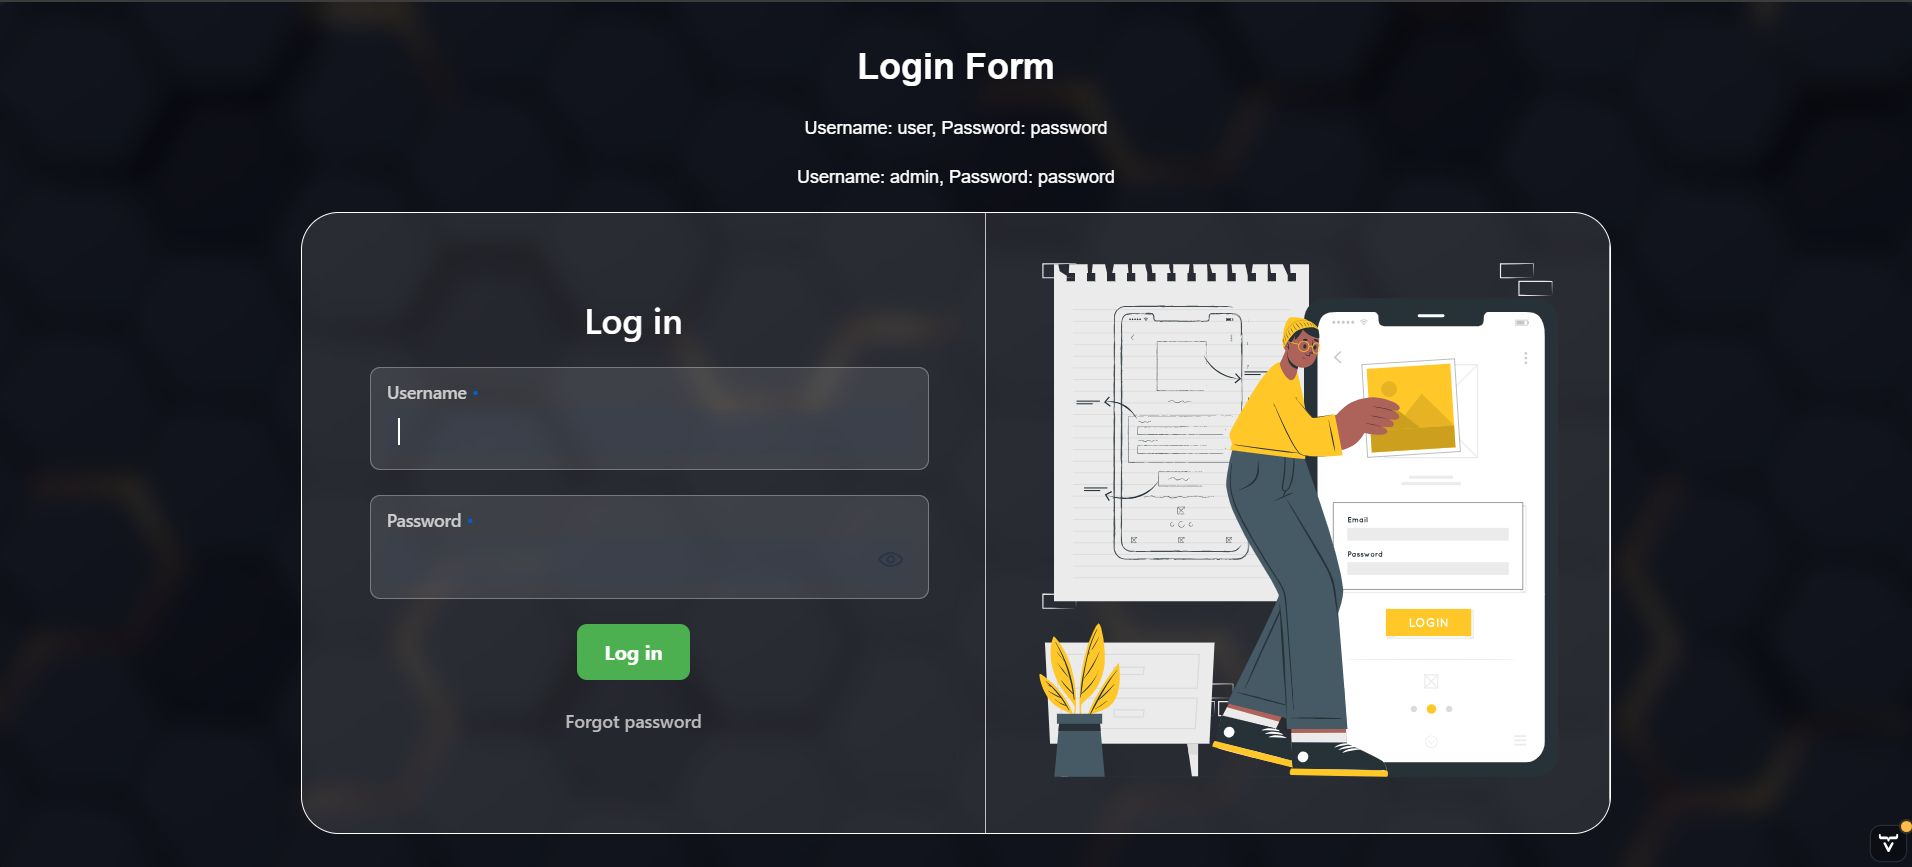 Login Form
Username: user, Password: password
Username: admin, Password: password
Log in
Username
Password
Log in
Forgot password
Email
Password
LOGIN